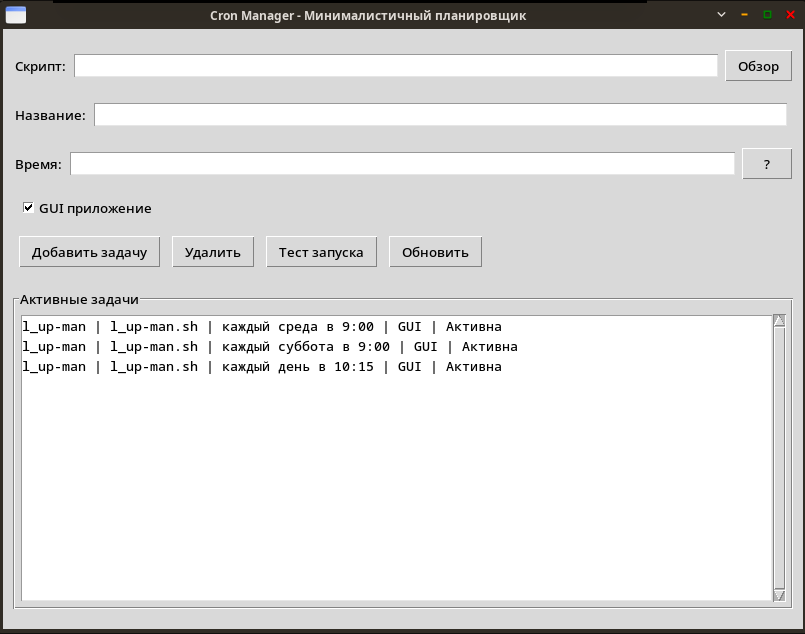 Cron Manager - Минималистичный планировщик
Скрипт:
Обзор
Название:
Время:
?
GUI приложение
Добавить задачу
Удалить
Тест запуска
Обновить
Активные задачи
l_up-man | l_up-man.sh | каждый среда в 9:00 | GUI | Активна
l_up-man | l_up-man.sh | каждый суббота в 9:00 | GUI | Активна
l_up-man | l_up-man.sh | каждый день в 10:15 | GUI | Активна